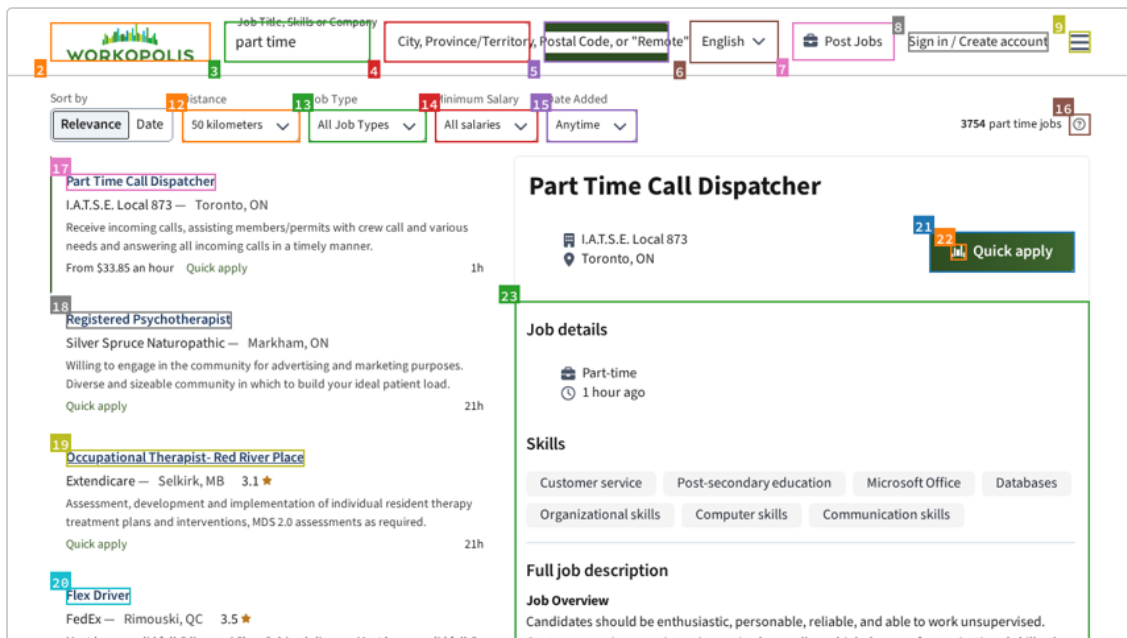 Job Title, Skills or Company
WORKOPOLIS
part time
City, Province/Territory, Postal Code, or "Remote"
English
Post Jobs
Sign in / Create account
2
3
4
5
6
7
8
9
Sort by
Distance
Job Type
Minimum Salary
Date Added
12
13
14
15
16
Relevance
Date
50 kilometers
All Job Types
All salaries
Anytime
3754 part time jobs
17
Part Time Call Dispatcher
I.A.T.S.E. Local 873 — Toronto, ON
Receive incoming calls, assisting members/permits with crew call and various
needs and answering all incoming calls in a timely manner.
From $33.85 an hour Quick apply 1h
18
Registered Psychotherapist
Silver Spruce Naturopathic — Markham, ON
Willing to engage in the community for advertising and marketing purposes.
Diverse and sizeable community in which to build your ideal patient load.
Quick apply 21h
19
Occupational Therapist- Red River Place
Extendicare — Selkirk, MB 3.1
Assessment, development and implementation of individual resident therapy
treatment plans and interventions, MDS 2.0 assessments as required.
Quick apply 21h
20
Flex Driver
FedEx — Rimouski, QC 3.5
Part Time Call Dispatcher
I.A.T.S.E. Local 873
Toronto, ON
21
22
Quick apply
23
Job details
Part-time
1 hour ago
Skills
Customer service
Post-secondary education
Microsoft Office
Databases
Organizational skills
Computer skills
Communication skills
Full job description
Job Overview
Candidates should be enthusiastic, personable, reliable, and able to work unsupervised.